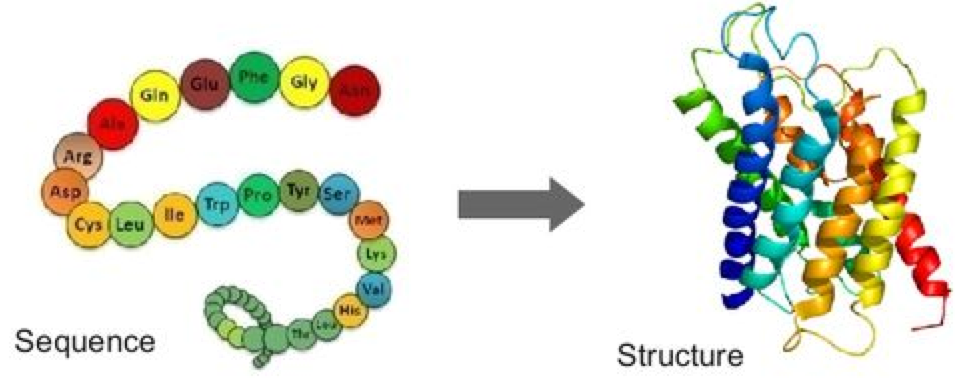 Asn
Gly
Phe
Glu
Gln
Ala
Arg
Asp
Cys
Leu
Ile
Trp
Pro
Tyr
Ser
Met
Lys
Val
His
Leu
Sequence
Structure